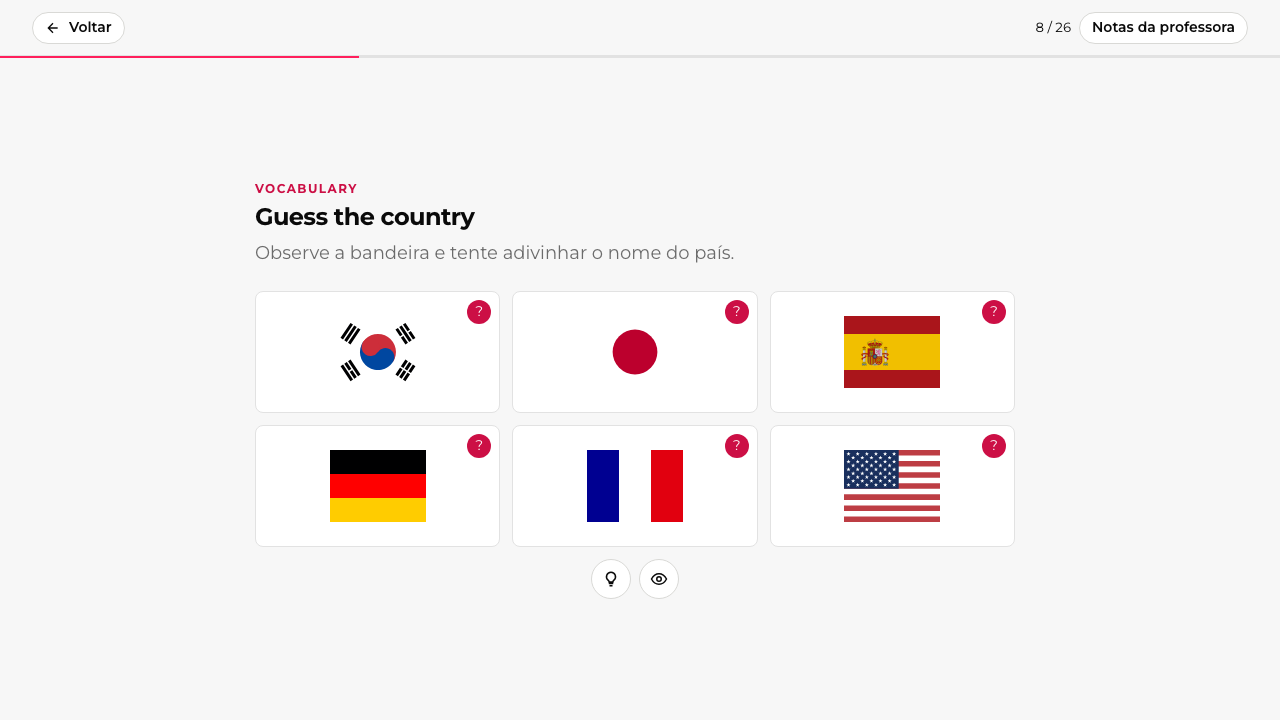 Voltar
8 / 26
Notas da professora
VOCABULARY
Guess the country
Observe a bandeira e tente adivinhar o nome do país.
? ? ?
? ? ?